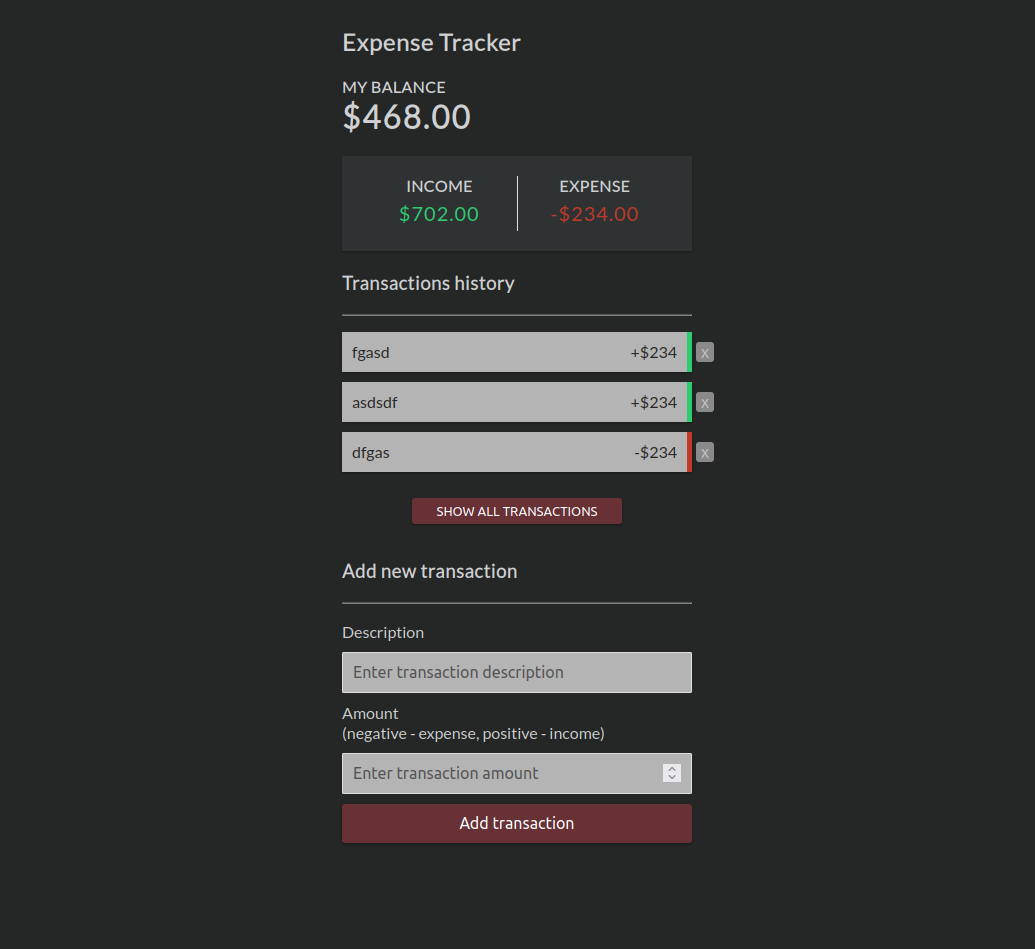 Expense Tracker
MY BALANCE
$468.00
INCOME
$702.00
EXPENSE
-$234.00
Transactions history
fgasd +$234 X
asdsdf +$234 X
dfgas -$234 X
SHOW ALL TRANSACTIONS
Add new transaction
Description
Enter transaction description
Amount
(negative - expense, positive - income)
Enter transaction amount
Add transaction